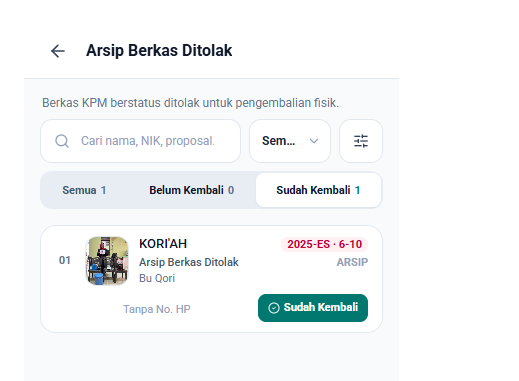 Arsip Berkas Ditolak
Berkas KPM berstatus ditolak untuk pengembalian fisik.
Cari nama, NIK, proposal.
Sem...
Semua 1
Belum Kembali 0
Sudah Kembali 1
01
KORI'AH
2025-ES · 6-10
Arsip Berkas Ditolak
ARSIP
Bu Qori
Tanpa No. HP
Sudah Kembali